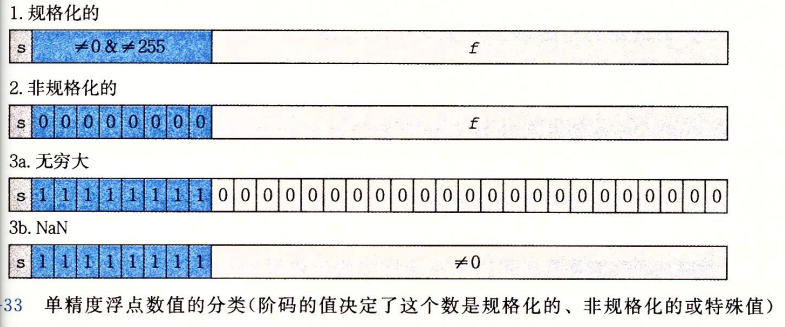 1. 规格化的
s ≠0 & ≠255 f
2. 非规格化的
s 0 0 0 0 0 0 0 0 f
3a. 无穷大
s 1 1 1 1 1 1 1 1 0 0 0 0 0 0 0 0 0 0 0 0 0 0 0 0 0 0 0 0 0 0 0
3b. NaN
s 1 1 1 1 1 1 1 1 ≠0
-33 单精度浮点数值的分类(阶码的值决定了这个数是规格化的、非规格化的或特殊值)